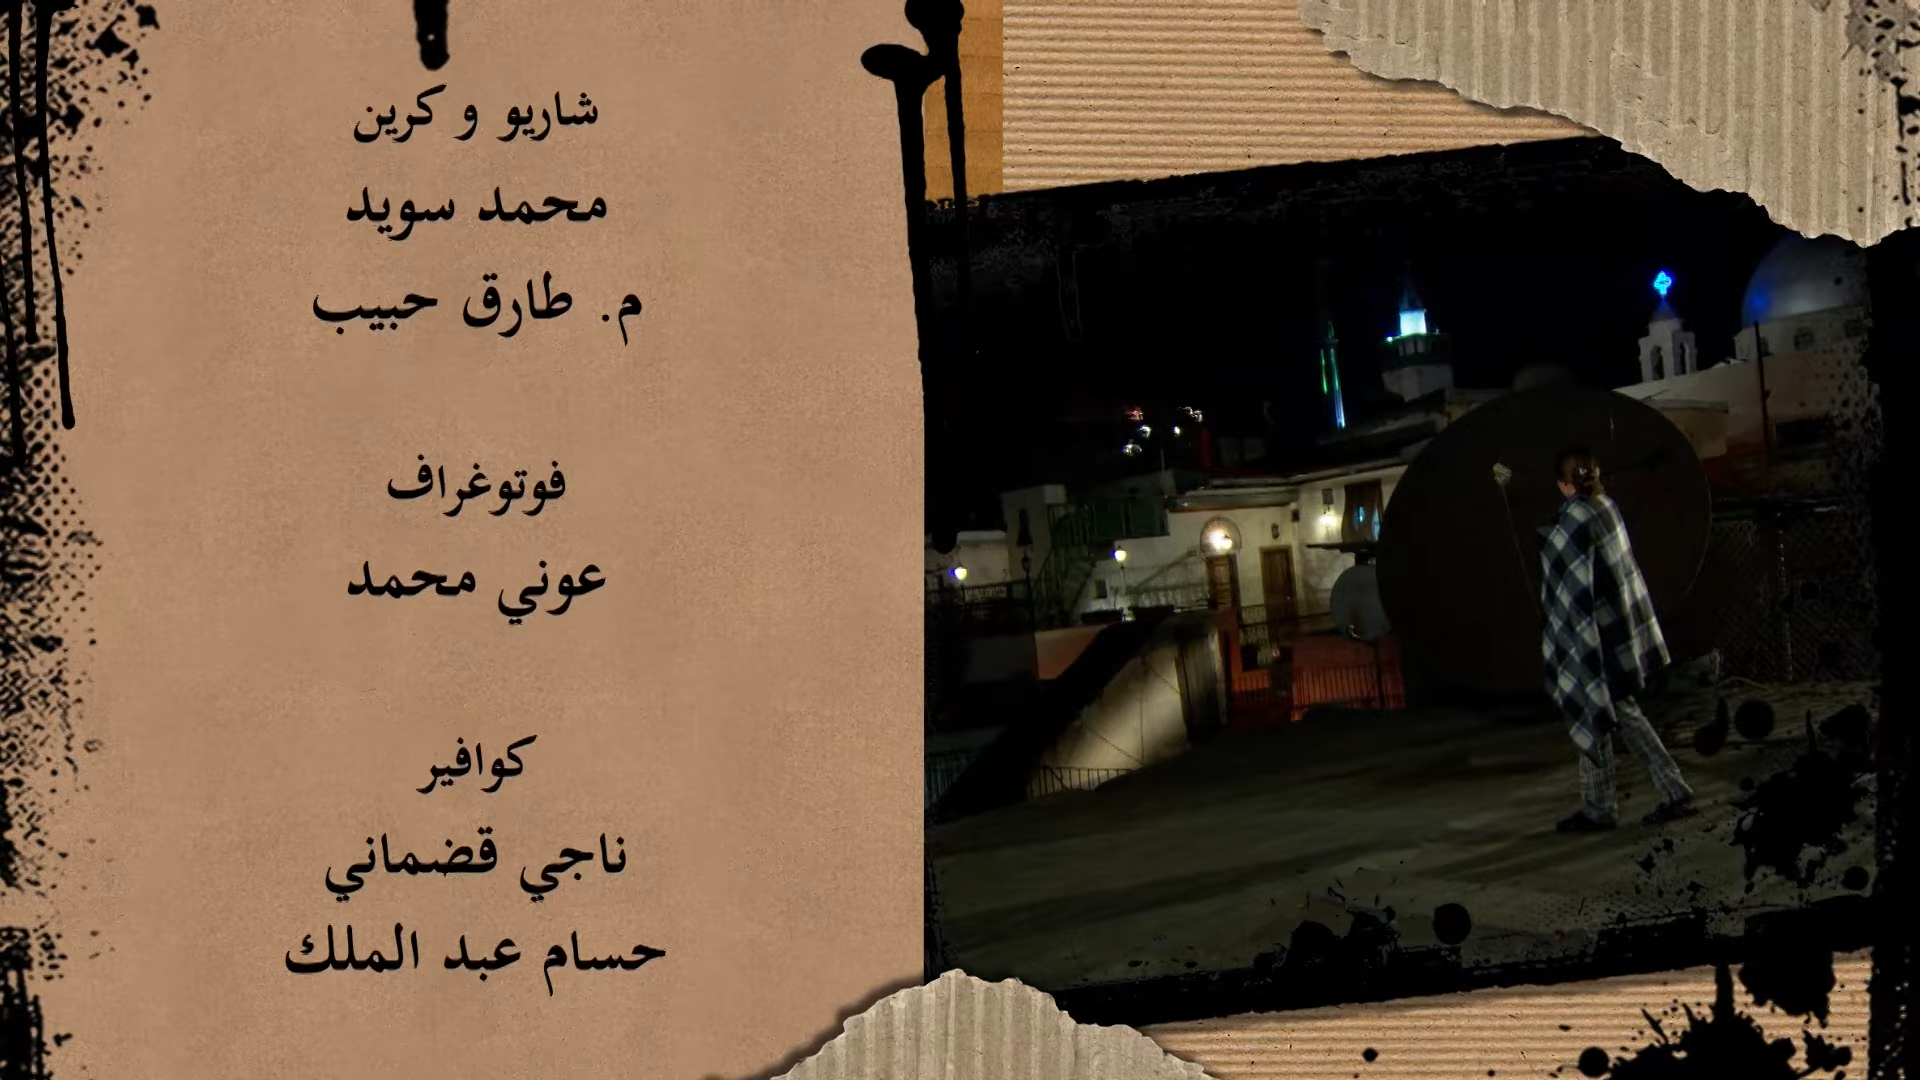 شاريو و كرين
محمد سويد
م. طارق حبيب
فوتوغراف
عوني محمد
كوافير
ناجي قضماني
حسام عبد الملك